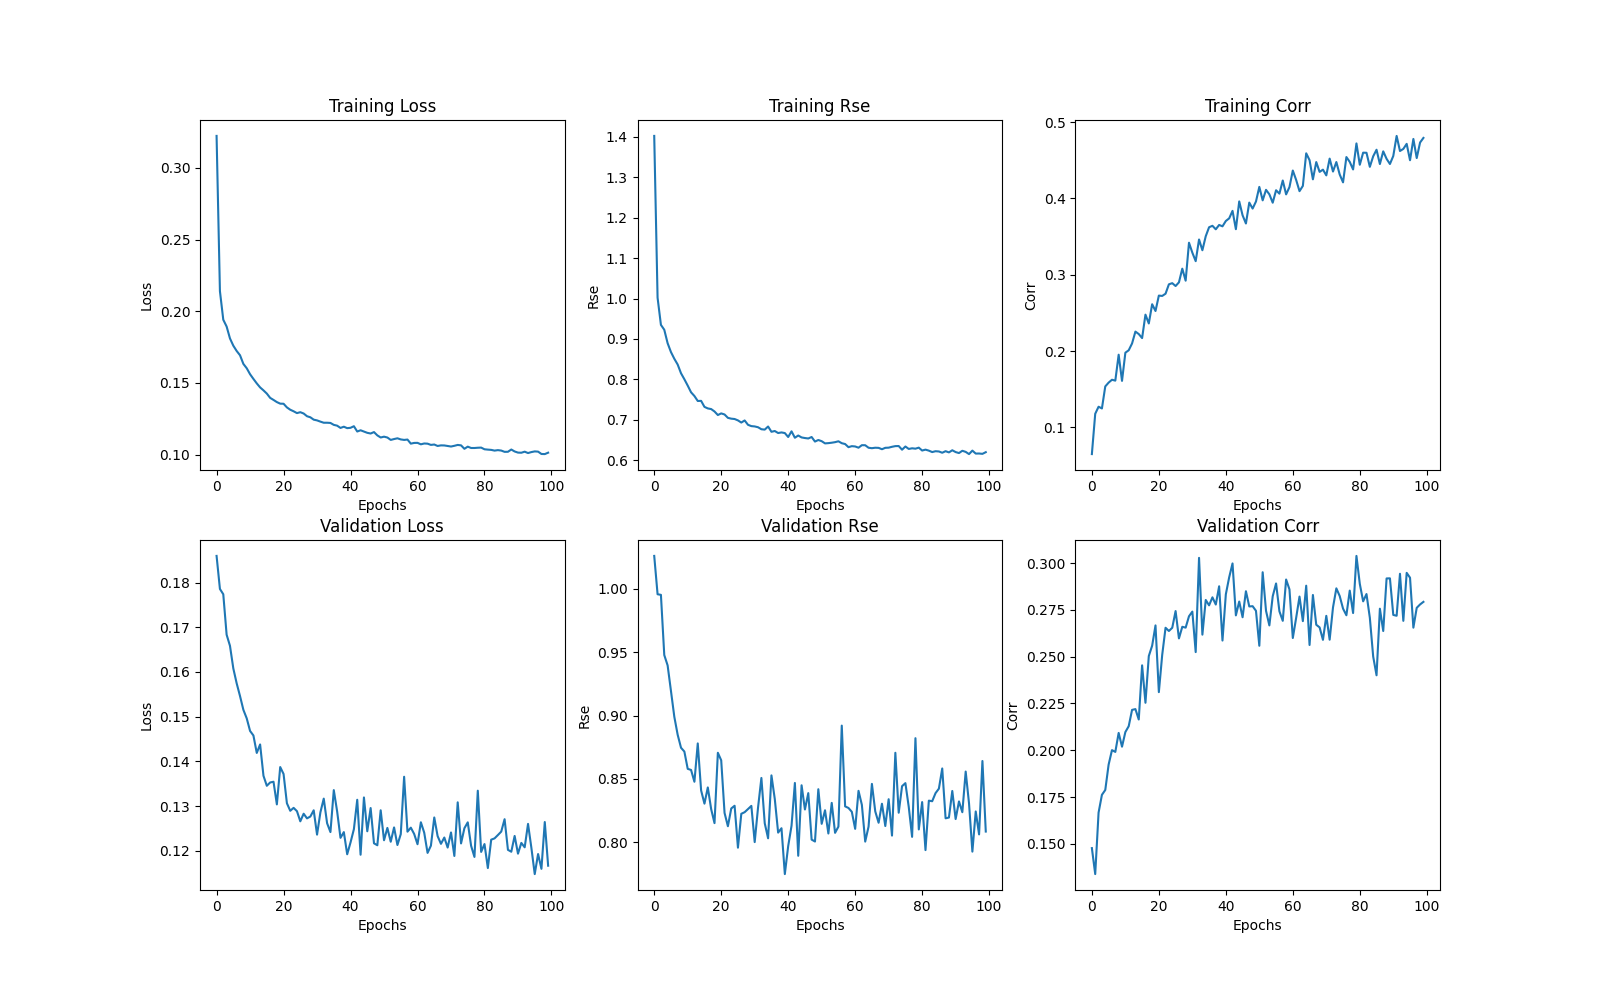 Training Loss
Training Rse
Training Corr
0.30
0.25
0.20
0.15
0.10
Loss
0 20 40 60 80 100
Epochs
1.4
1.3
1.2
1.1
1.0
0.9
0.8
0.7
0.6
Rse
0 20 40 60 80 100
Epochs
0.5
0.4
0.3
0.2
0.1
Corr
0 20 40 60 80 100
Epochs
Validation Loss
Validation Rse
Validation Corr
0.18
0.17
0.16
0.15
0.14
0.13
0.12
Loss
0 20 40 60 80 100
Epochs
1.00
0.95
0.90
0.85
0.80
Rse
0 20 40 60 80 100
Epochs
0.300
0.275
0.250
0.225
0.200
0.175
0.150
Corr
0 20 40 60 80 100
Epochs